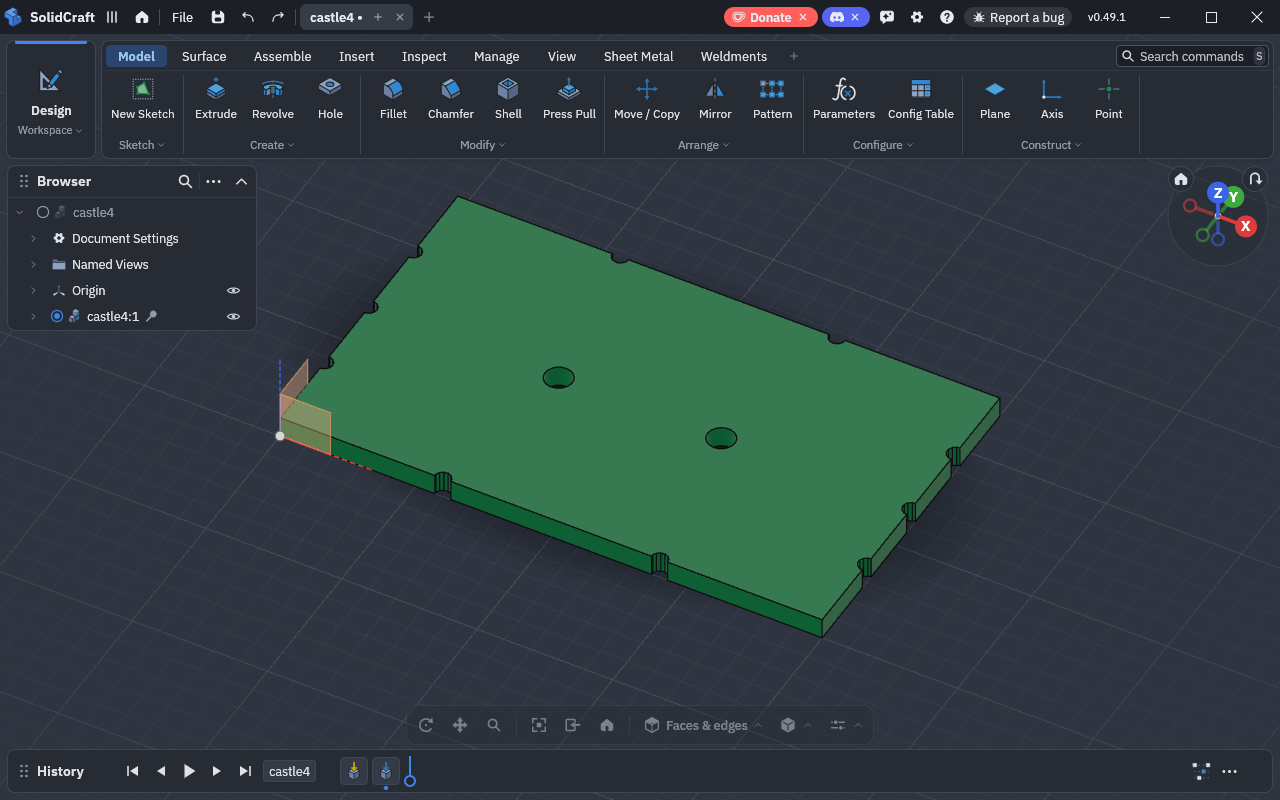 SolidCraft
File
castle4 •
Donate
Report a bug
v0.49.1
Design
Workspace
Model
Surface
Assemble
Insert
Inspect
Manage
View
Sheet Metal
Weldments
Search commands
S
New Sketch
Extrude
Revolve
Hole
Fillet
Chamfer
Shell
Press Pull
Move / Copy
Mirror
Pattern
Parameters
Config Table
Plane
Axis
Point
Sketch
Create
Modify
Arrange
Configure
Construct
Browser
castle4
Document Settings
Named Views
Origin
castle4:1
Z
Y
X
Faces & edges
History
castle4